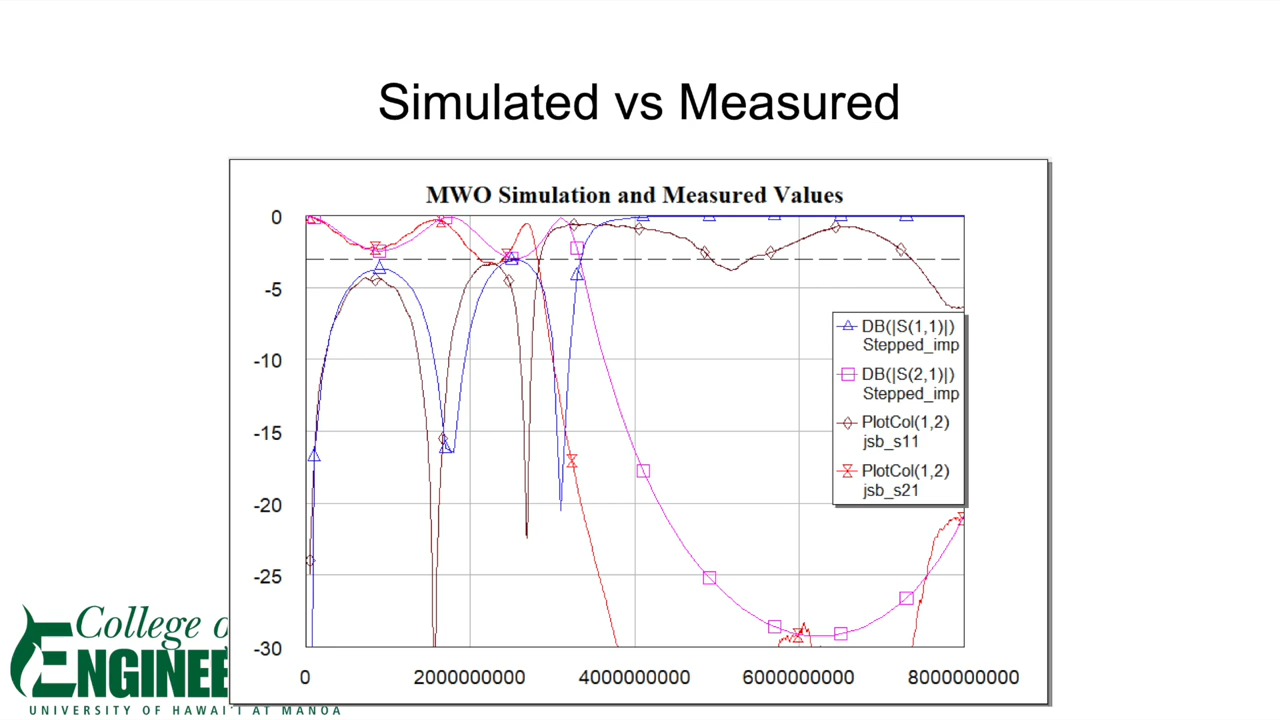 Simulated vs Measured
MWO Simulation and Measured Values
0
-5
-10
-15
-20
-25
-30
0
2000000000
4000000000
6000000000
8000000000
DB(|S(1,1)|)
Stepped_imp
DB(|S(2,1)|)
Stepped_imp
PlotCol(1,2)
jsb_s11
PlotCol(1,2)
jsb_s21
College o
ENGINEE
UNIVERSITY OF HAWAI'I AT MANOA